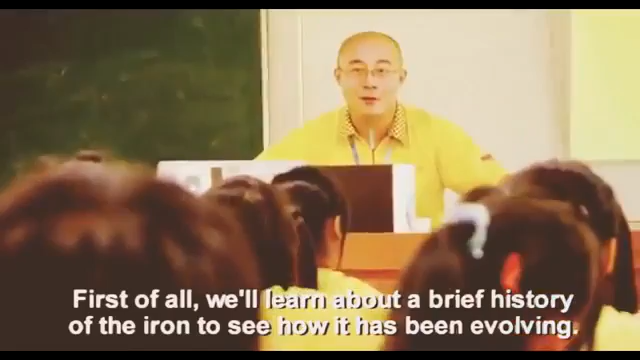 First of all, we'll learn about a brief history
of the iron to see how it has been evolving.